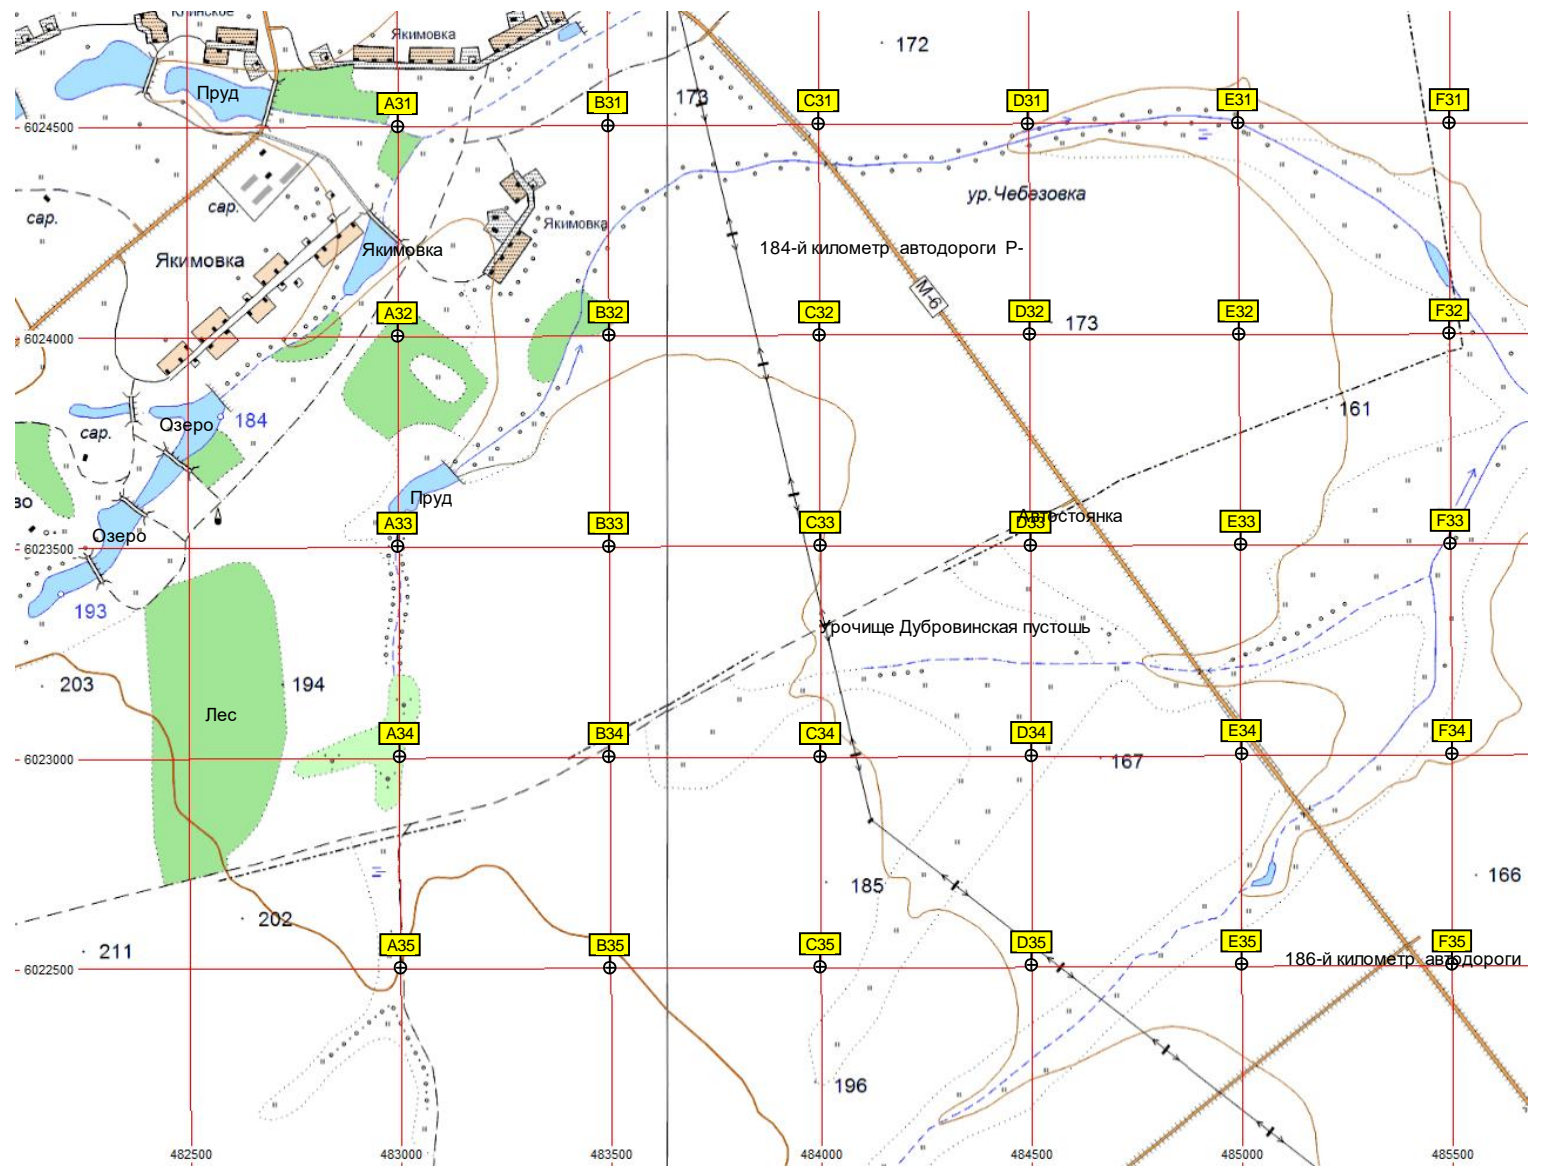 Клинское
Якимовка
172
Пруд
173
A31
B31
C31
D31
E31
F31
6024500
ур.Чебезовка
сар.
сар.
Якимовка
Якимовка
Якимовка
184-й километр автодороги Р-
М-6
A32
B32
C32
D32
E32
F32
173
6024000
161
Озеро
184
сар.
Пруд
во
Озеро
A33
B33
C33
D33
Автостоянка
E33
F33
6023500
193
Урочище Дубровинская пустошь
203
194
Лес
A34
B34
C34
D34
E34
F34
6023000
167
185
166
202
211
A35
B35
C35
D35
E35
F35
186-й километр автодороги
6022500
196
482500
483000
483500
484000
484500
485000
485500